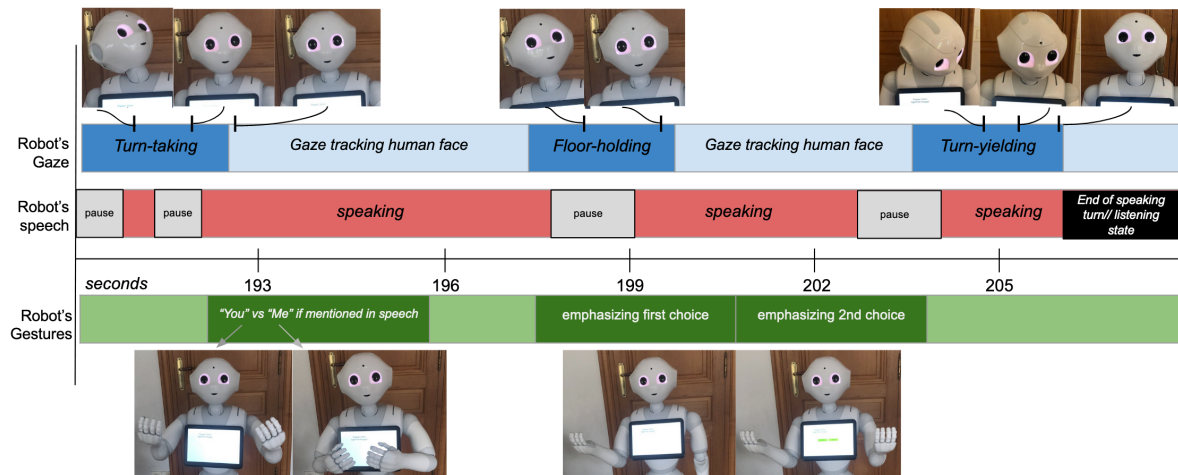 Robot's
Gaze
Turn-taking
Gaze tracking human face
Floor-holding
Gaze tracking human face
Turn-yielding
Robot's
speech
pause
pause
speaking
pause
speaking
pause
speaking
End of speaking
turn// listening
state
seconds
193
196
199
202
205
Robot's
Gestures
"You" vs "Me" if mentioned in speech
emphasizing first choice
emphasizing 2nd choice